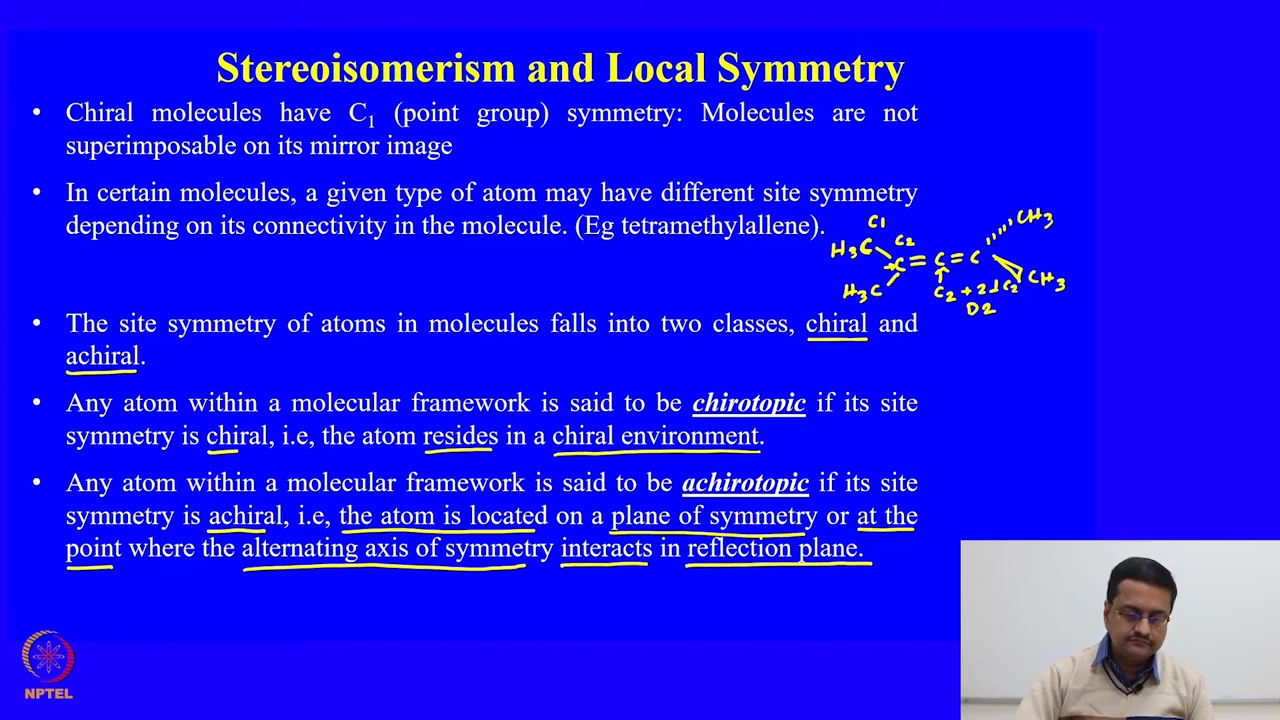 Stereoisomerism and Local Symmetry
• Chiral molecules have C₁ (point group) symmetry: Molecules are not
superimposable on its mirror image
• In certain molecules, a given type of atom may have different site symmetry
depending on its connectivity in the molecule. (Eg tetramethylallene).
C1
CH3
H3C C2
C = C = C
H3C C2 + 2⊥C2 CH3
D2
• The site symmetry of atoms in molecules falls into two classes, chiral and
achiral.
• Any atom within a molecular framework is said to be chirotopic if its site
symmetry is chiral, i.e, the atom resides in a chiral environment.
• Any atom within a molecular framework is said to be achirotopic if its site
symmetry is achiral, i.e, the atom is located on a plane of symmetry or at the
point where the alternating axis of symmetry interacts in reflection plane.
NPTEL